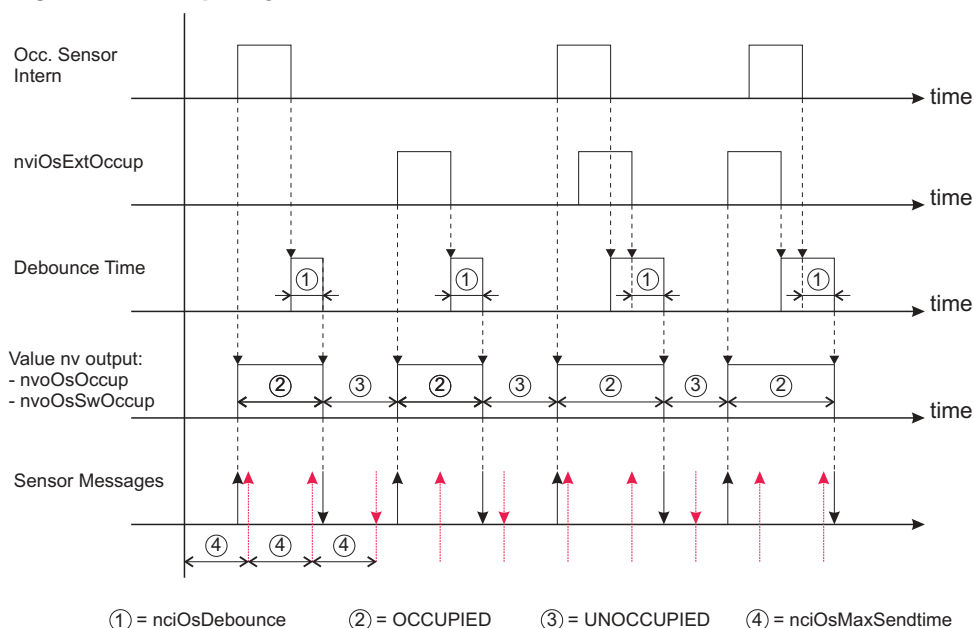 Occ. Sensor
Intern
time
nviOsExtOccup
time
Debounce Time
① ① ① ①
time
Value nv output:
- nvoOsOccup
- nvoOsSwOccup
② ③ ② ③ ② ③ ②
time
Sensor Messages
④ ④ ④
① = nciOsDebounce ② = OCCUPIED ③ = UNOCCUPIED ④ = nciOsMaxSendtime